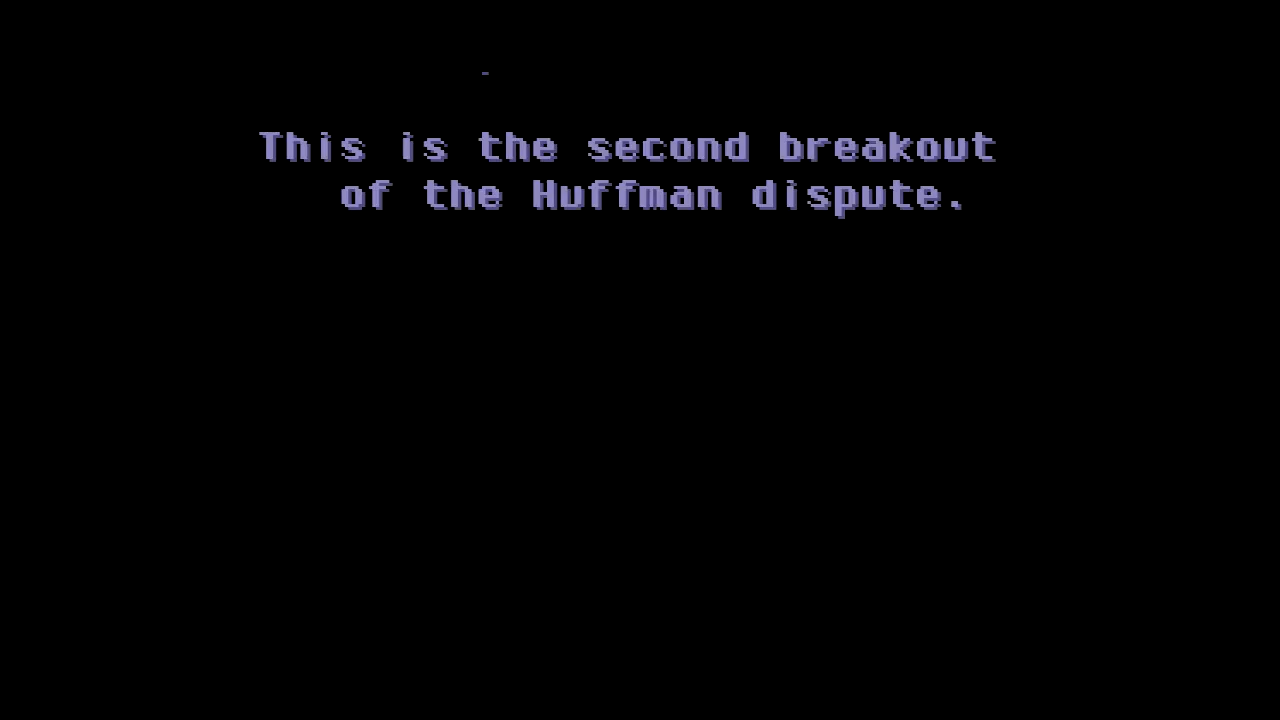 This is the second breakout
of the Huffman dispute.